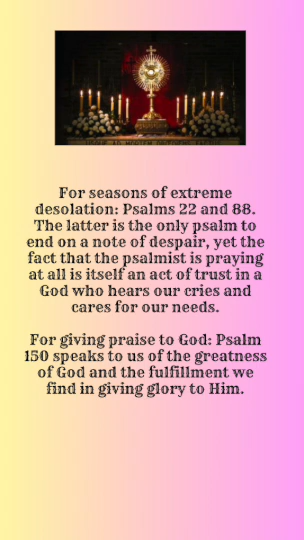 For seasons of extreme
desolation: Psalms 22 and 88.
The latter is the only psalm to
end on a note of despair, yet the
fact that the psalmist is praying
at all is itself an act of trust in a
God who hears our cries and
cares for our needs.
For giving praise to God: Psalm
150 speaks to us of the greatness
of God and the fulfillment we
find in giving glory to Him.